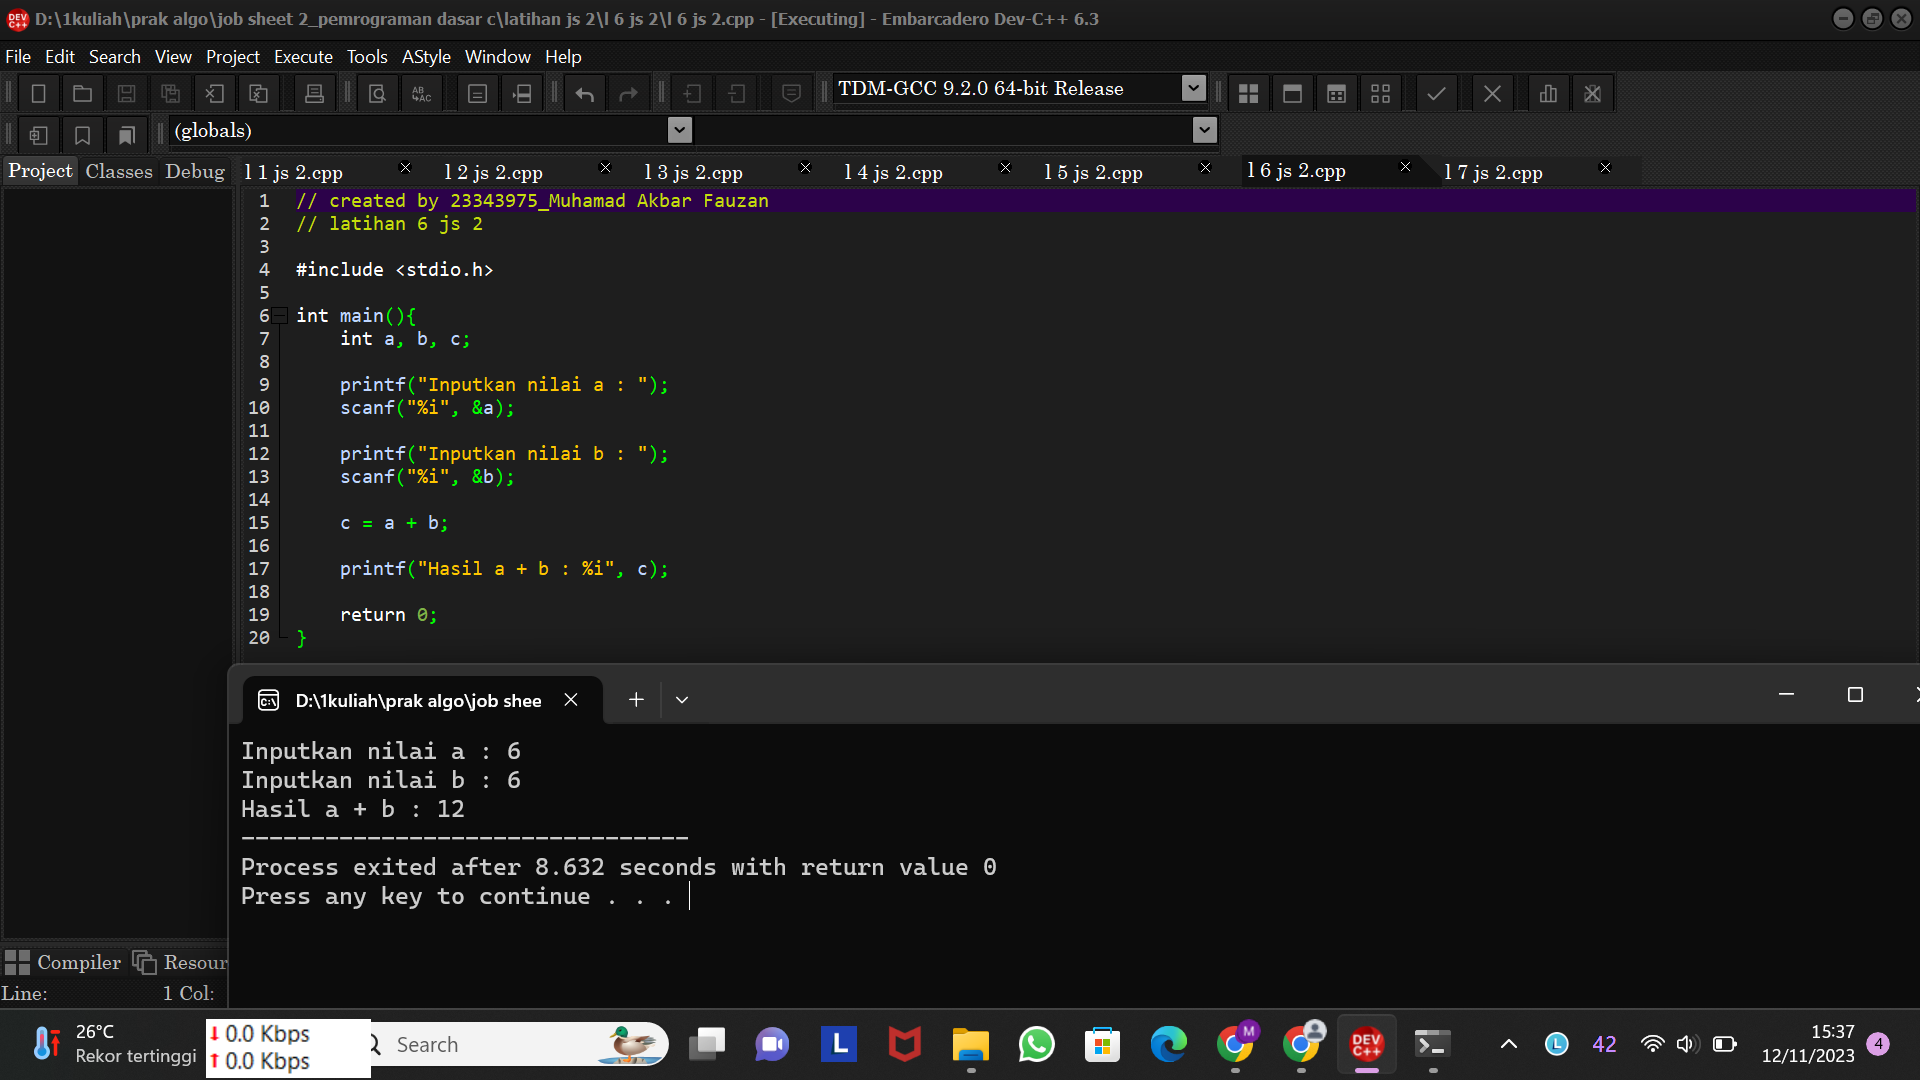 D:\1kuliah\prak algo\job sheet 2_pemrograman dasar c\latihan js 2\l 6 js 2\l 6 js 2.cpp - [Executing] - Embarcadero Dev-C++ 6.3
File Edit Search View Project Execute Tools AStyle Window Help
TDM-GCC 9.2.0 64-bit Release
(globals)
Project Classes Debug l 1 js 2.cpp l 2 js 2.cpp l 3 js 2.cpp l 4 js 2.cpp l 5 js 2.cpp l 6 js 2.cpp l 7 js 2.cpp
1 // created by 23343975_Muhamad Akbar Fauzan
2 // latihan 6 js 2
3
4 #include <stdio.h>
5
6 int main(){
7 int a, b, c;
8
9 printf("Inputkan nilai a : ");
10 scanf("%i", &a);
11
12 printf("Inputkan nilai b : ");
13 scanf("%i", &b);
14
15 c = a + b;
16
17 printf("Hasil a + b : %i", c);
18
19 return 0;
20 }
D:\1kuliah\prak algo\job shee
Inputkan nilai a : 6
Inputkan nilai b : 6
Hasil a + b : 12
--------------------------------
Process exited after 8.632 seconds with return value 0
Press any key to continue . . .
Compiler Resour
Line: 1 Col:
26°C
Rekor tertinggi
↓ 0.0 Kbps
↑ 0.0 Kbps
Search
L
M
DEV C++
L
42
15:37
12/11/2023
4